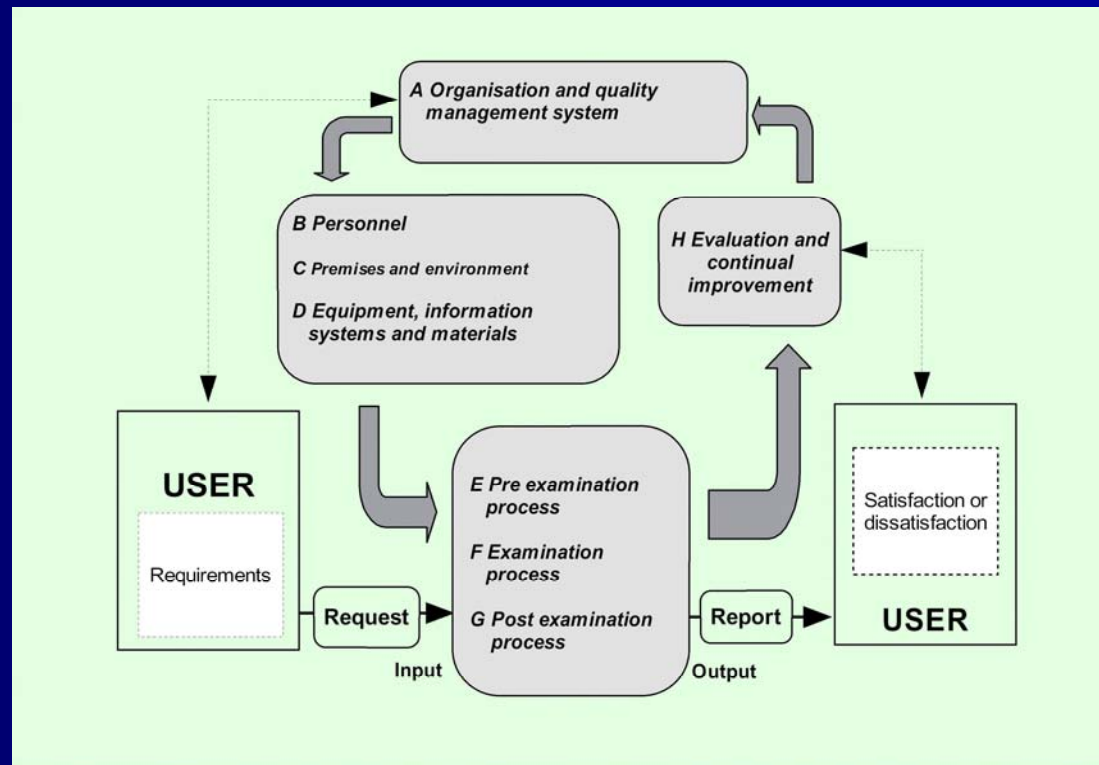 A Organisation and quality
management system
B Personnel
C Premises and environment
D Equipment, information
systems and materials
H Evaluation and
continual
improvement
USER
Requirements
Request
Input
E Pre examination
process
F Examination
process
G Post examination
process
Report
Output
Satisfaction or
dissatisfaction
USER